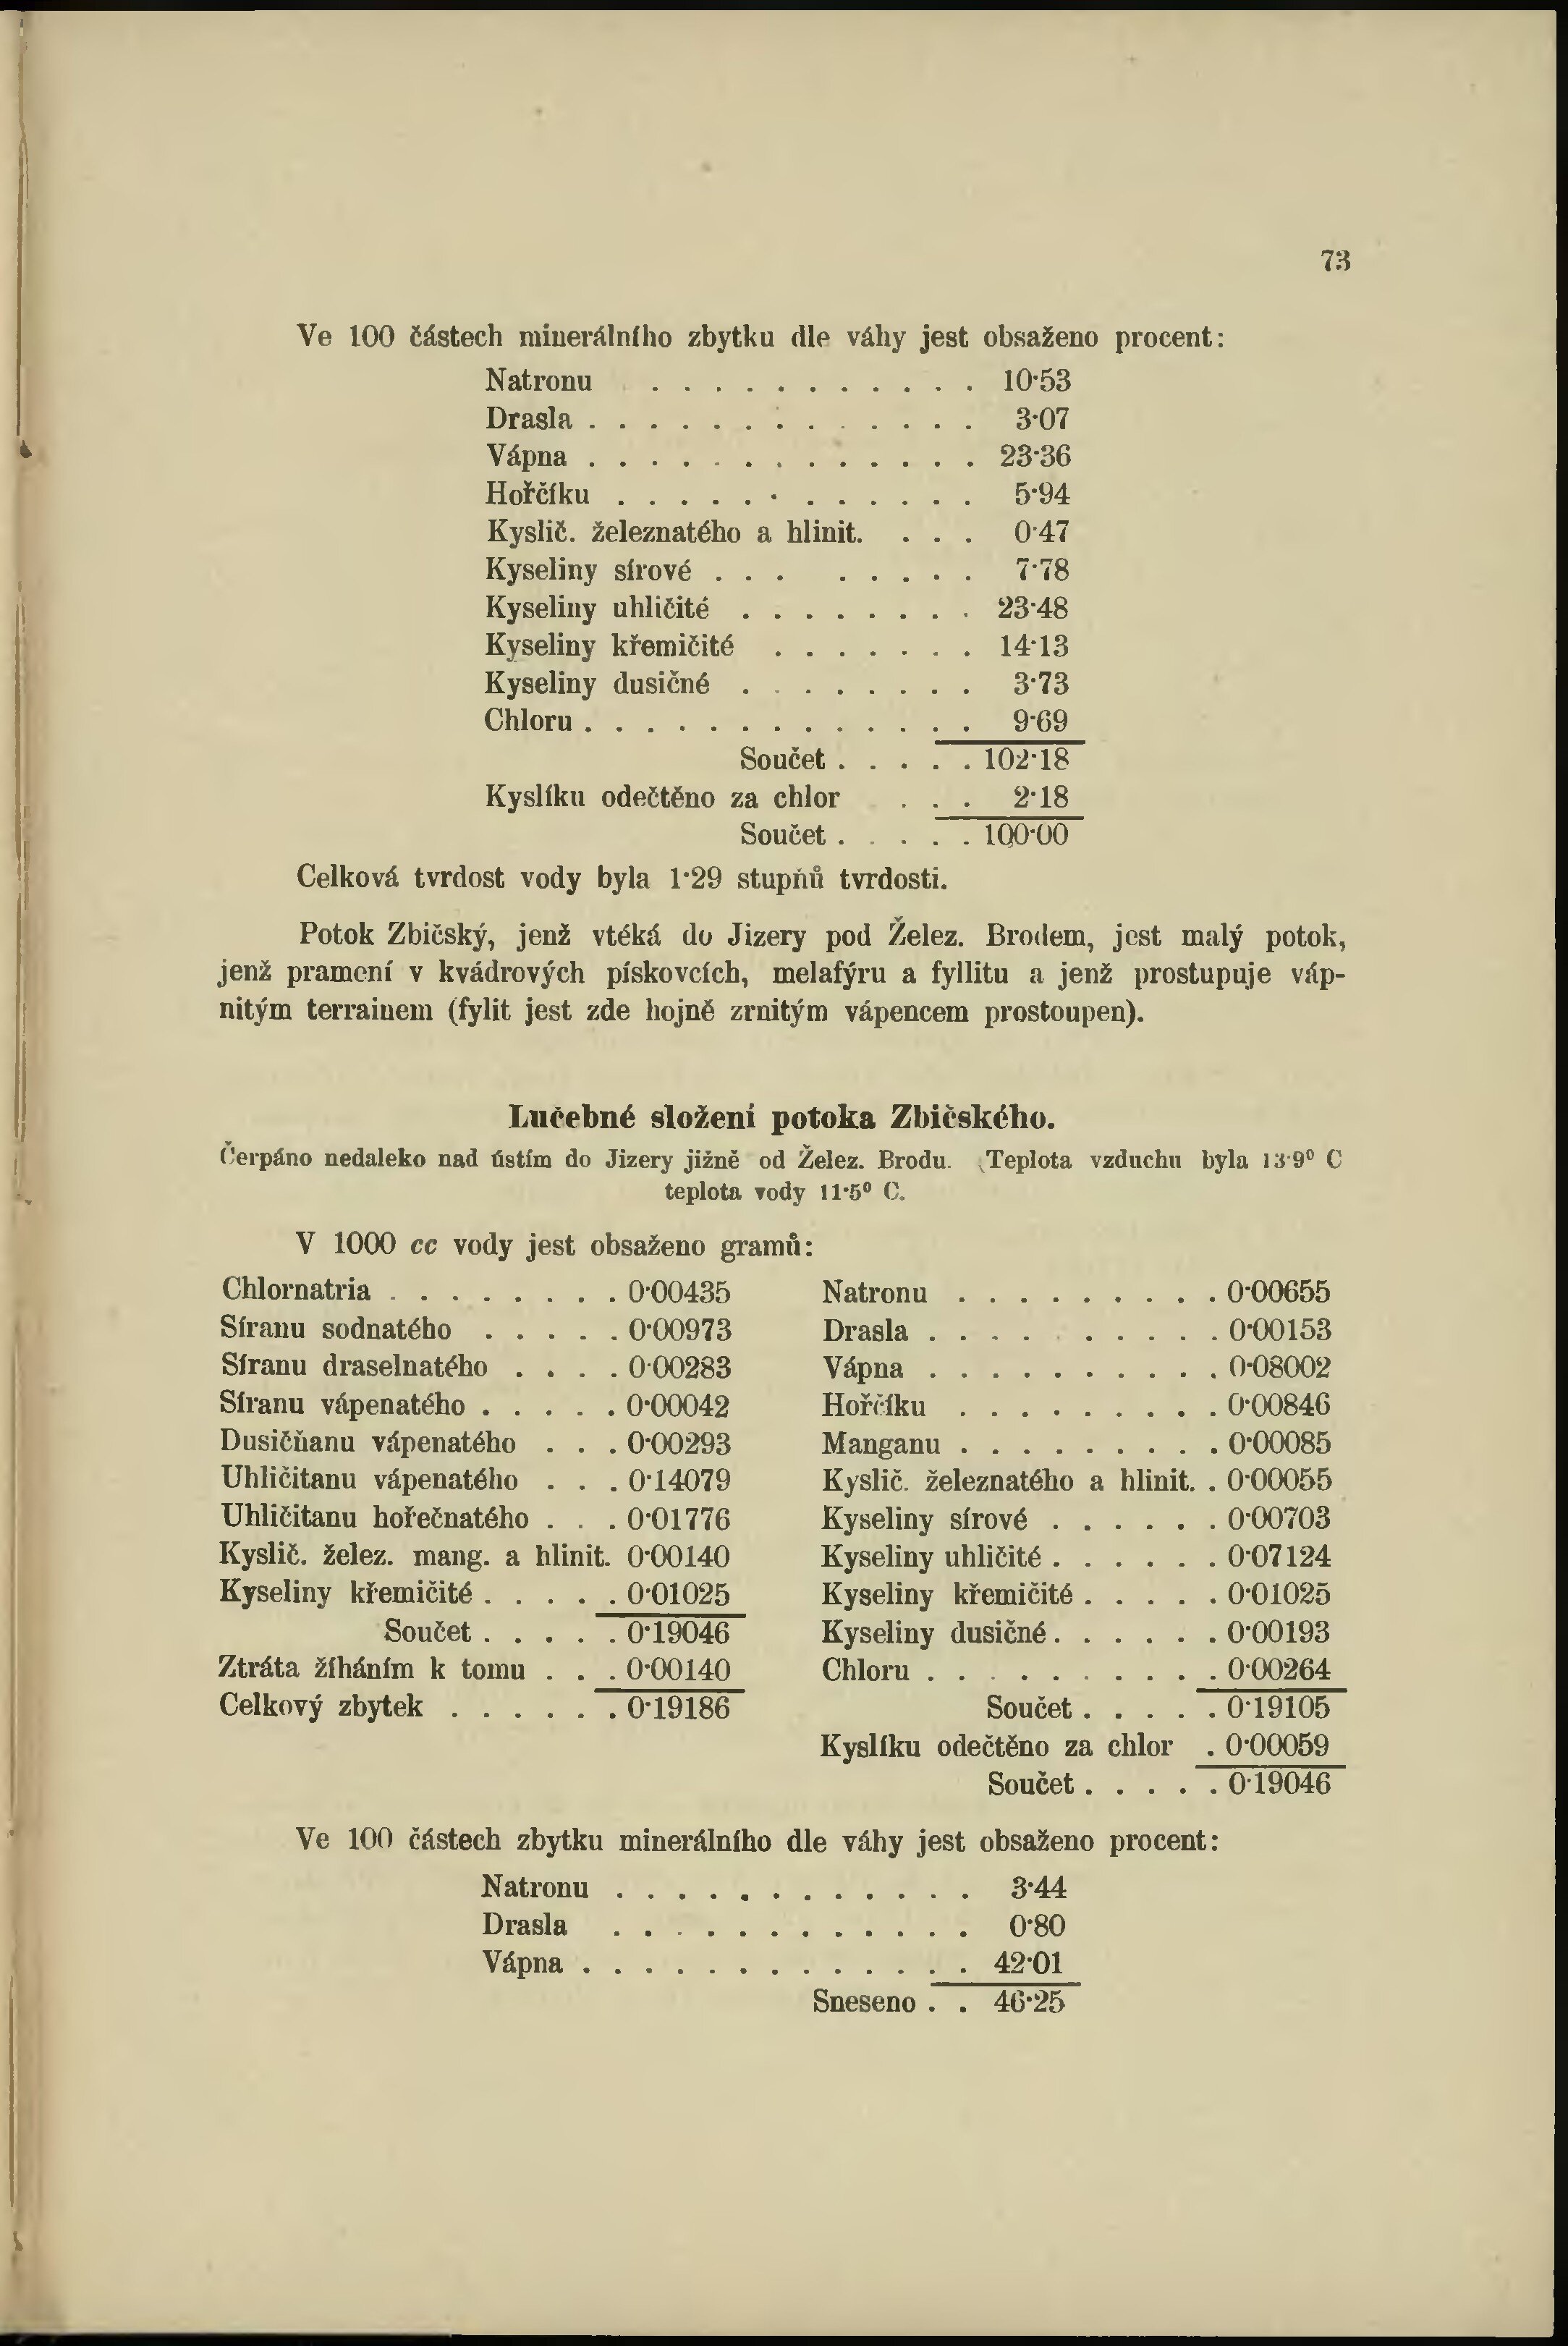 73
Ve 100 částech minerálního zbytku dle váhy jest obsaženo procent:
Natronu . . . . . . . . . . . 10·53
Drasla . . . . . . . . . . . . . 3·07
Vápna . . . . . . . . . . . . . 23·36
Hořčíku . . . . . . . . . . . . 5·94
Kyslič. železnatého a hlinit. . . . 0·47
Kyseliny sírové . . . . . . . . 7·78
Kyseliny uhličité . . . . . . . . 23·48
Kyseliny křemičité . . . . . . . 14·13
Kyseliny dusičné . . . . . . . . 3·73
Chloru . . . . . . . . . . . . . 9·69
Součet . . . . . 102·18
Kyslíku odečtěno za chlor . . . 2·18
Součet . . . . . 100·00
Celková tvrdost vody byla 1·29 stupňů tvrdosti.
Potok Zbičský, jenž vtéká do Jizery pod Želez. Brodem, jest malý potok,
jenž pramení v kvádrových pískovcích, melafýru a fyllitu a jenž prostupuje váp-
nitým terrainem (fylit jest zde hojně zrnitým vápencem prostoupen).
Lučebné složení potoka Zbičského.
Čerpáno nedaleko nad ústím do Jizery jižně od Želez. Brodu. Teplota vzduchu byla 13·9⁰ C
teplota vody 11·5⁰ C.
V 1000 cc vody jest obsaženo gramů:
Chlornatria . . . . . . . . 0·00435
Síranu sodnatého . . . . . 0·00973
Síranu draselnatého . . . . 0·00283
Síranu vápenatého . . . . . 0·00042
Dusičňanu vápenatého . . . 0·00293
Uhličitanu vápenatého . . . 0·14079
Uhličitanu hořečnatého . . . 0·01776
Kyslič. želez. mang. a hlinit. 0·00140
Kyseliny křemičité . . . . . 0·01025
Součet . . . . . 0·19046
Ztráta žíháním k tomu . . . 0·00140
Celkový zbytek . . . . . . 0·19186
Natronu . . . . . . . . . 0·00655
Drasla . . . . . . . . . 0·00153
Vápna . . . . . . . . . . 0·08002
Hořčíku . . . . . . . . . 0·00846
Manganu . . . . . . . . . 0·00085
Kyslič. železnatého a hlinit. . 0·00055
Kyseliny sírové . . . . . . 0·00703
Kyseliny uhličité . . . . . . 0·07124
Kyseliny křemičité . . . . . 0·01025
Kyseliny dusičné . . . . . . 0·00193
Chloru . . . . . . . . . . 0·00264
Součet . . . . . 0·19105
Kyslíku odečtěno za chlor . 0·00059
Součet . . . . . 0·19046
Ve 100 částech zbytku minerálního dle váhy jest obsaženo procent:
Natronu . . . . . . . . . . . . 3·44
Drasla . . . . . . . . . . . . 0·80
Vápna . . . . . . . . . . . . . 42·01
Sneseno . . 46·25